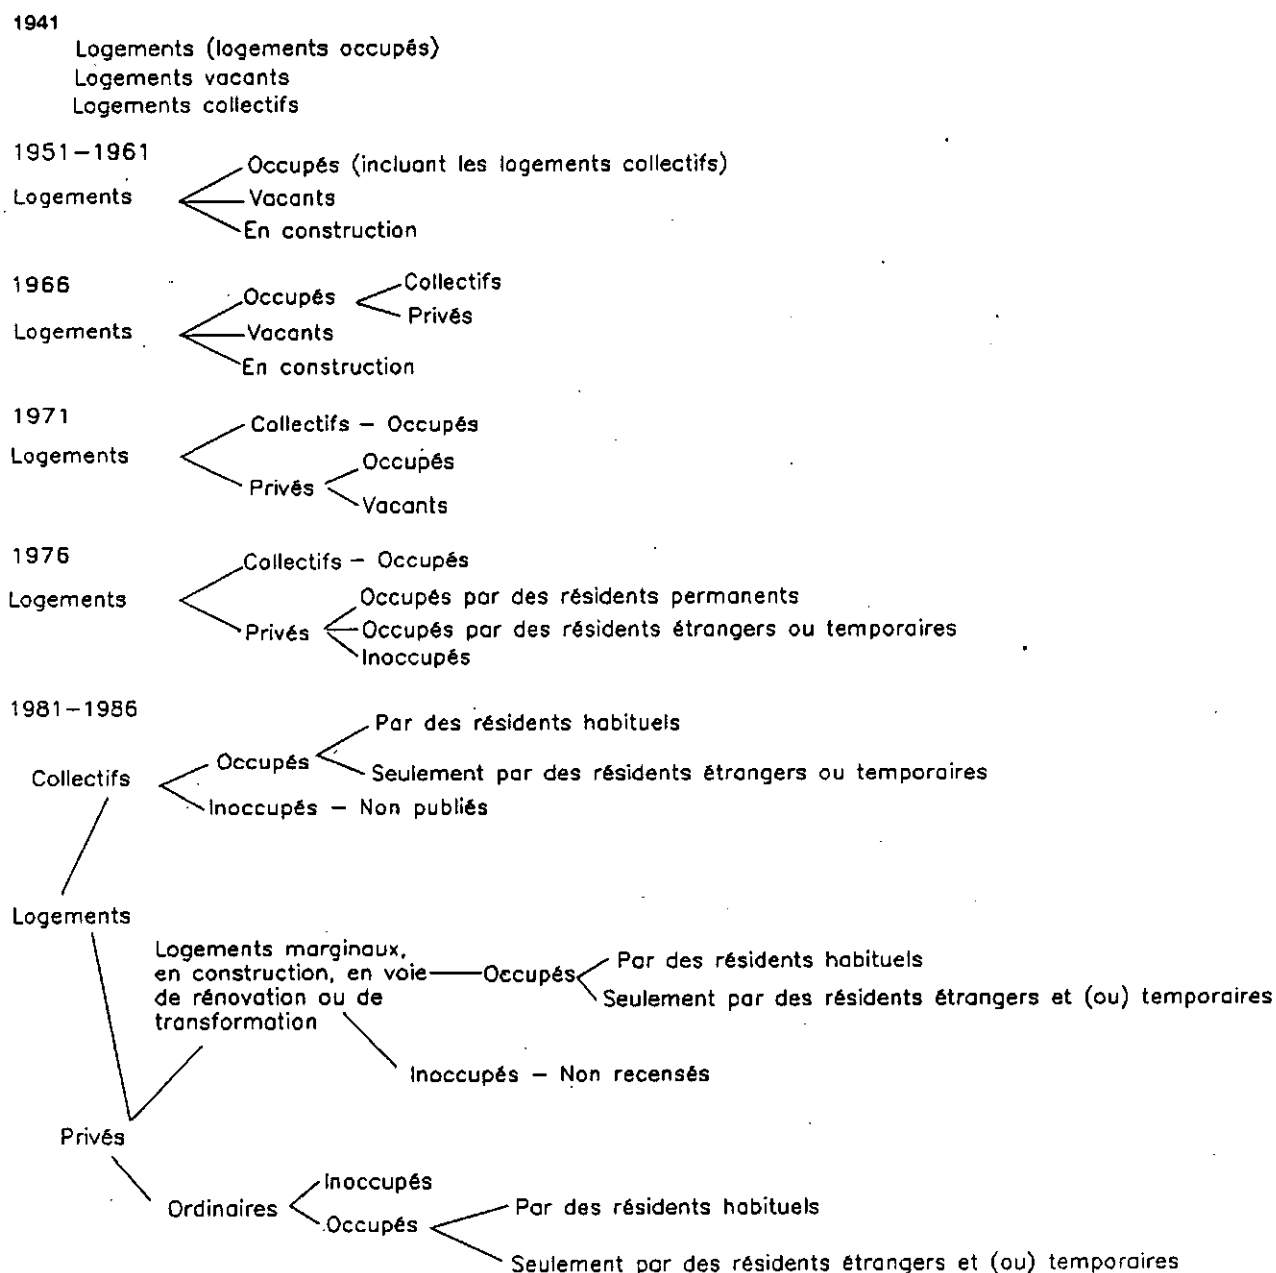 1941
Logements (logements occupés)
Logements vacants
Logements collectifs
1951-1961
Logements
Occupés (incluant les logements collectifs)
Vacants
En construction
1966
Logements
Occupés
Collectifs
Privés
Vacants
En construction
1971
Logements
Collectifs – Occupés
Privés
Occupés
Vacants
1976
Logements
Collectifs – Occupés
Privés
Occupés par des résidents permanents
Occupés par des résidents étrangers ou temporaires
Inoccupés
1981-1986
Collectifs
Occupés
Par des résidents habituels
Seulement par des résidents étrangers ou temporaires
Inoccupés – Non publiés
Logements
Logements marginaux,
en construction, en voie
de rénovation ou de
transformation
Occupés
Par des résidents habituels
Seulement par des résidents étrangers et (ou) temporaires
Inoccupés – Non recensés
Privés
Ordinaires
Inoccupés
Occupés
Par des résidents habituels
Seulement par des résidents étrangers et (ou) temporaires